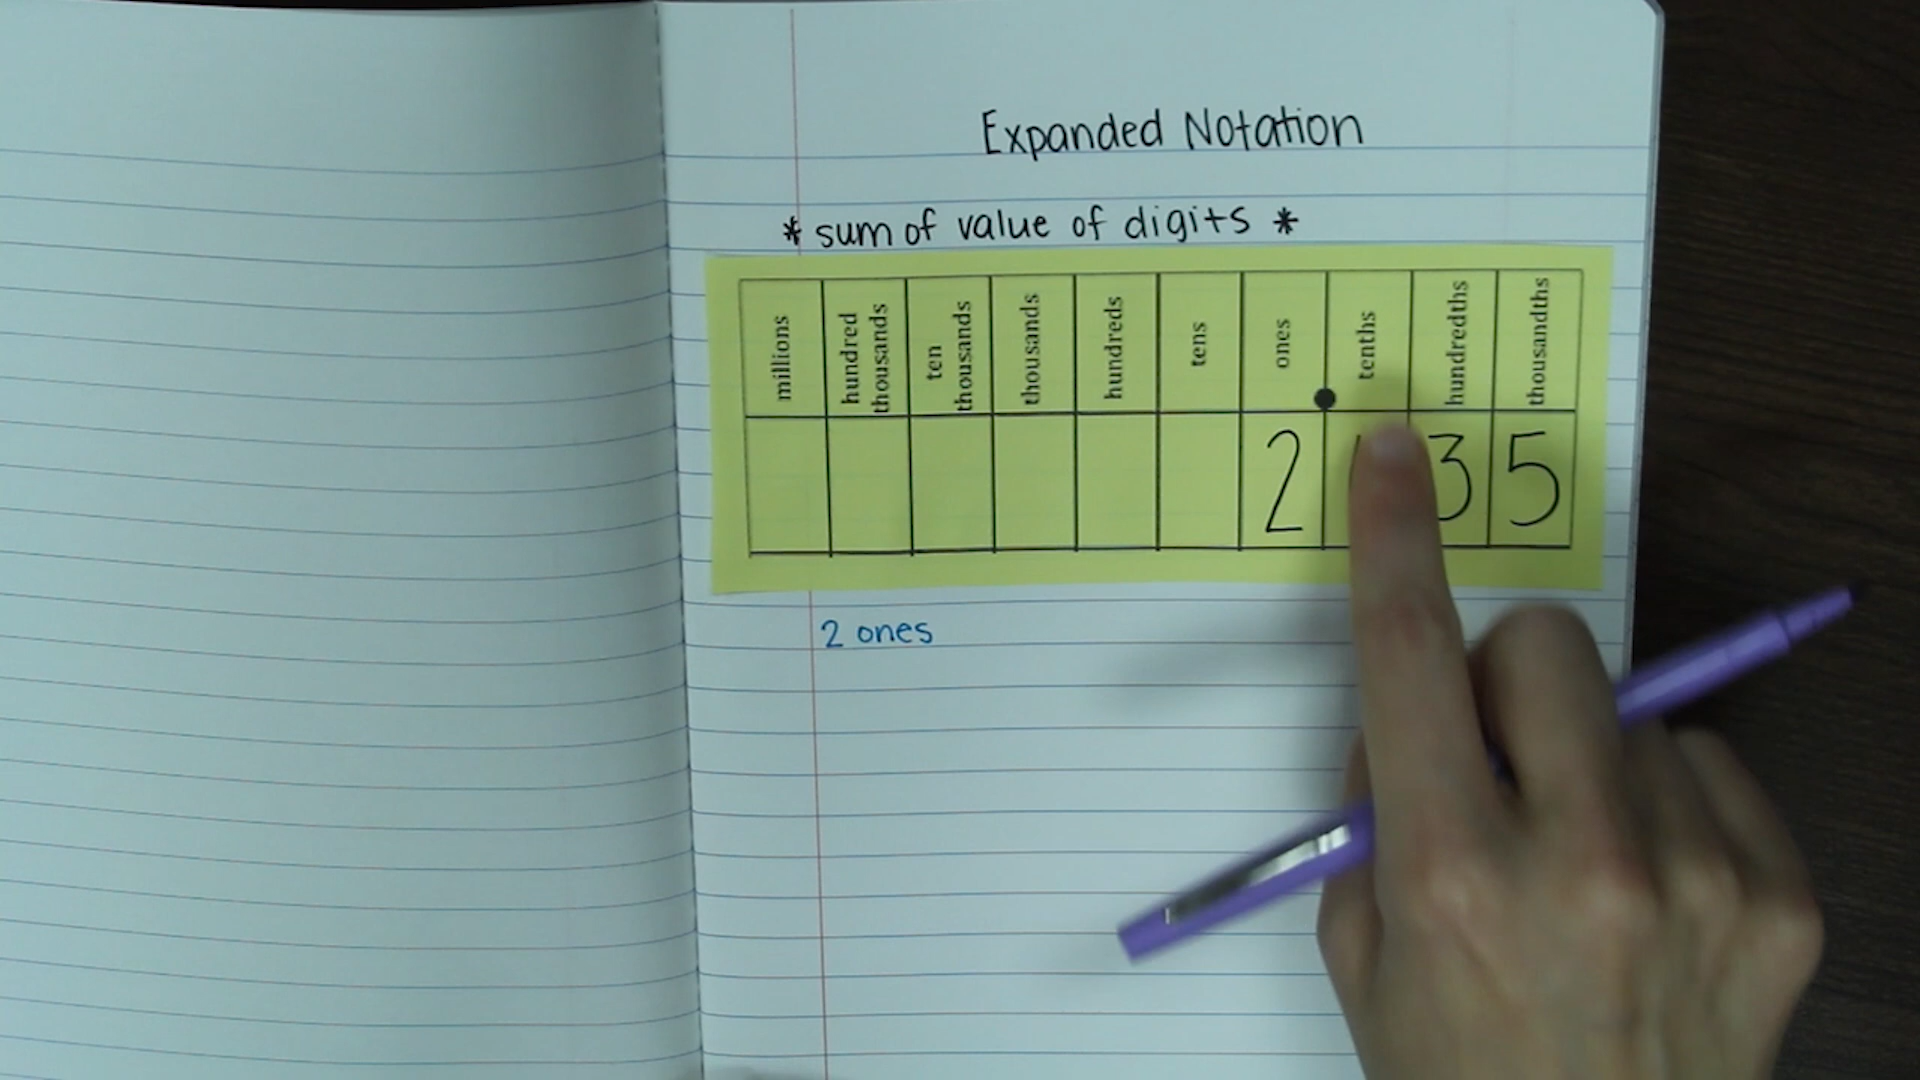 Expanded Notation
* sum of value of digits *
millions hundred thousands ten thousands thousands hundreds tens ones tenths hundredths thousandths
2 3 5
2 ones